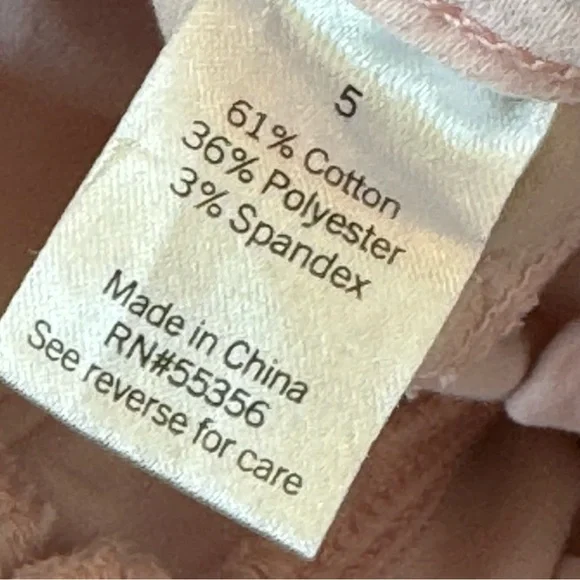 5
61% Cotton
36% Polyester
3% Spandex
Made in China
RN#55356
See reverse for care